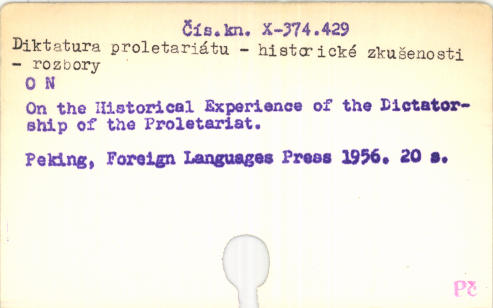 Čís.kn. X-374.429
Diktatura proletariátu - historické zkušenosti
- rozbory
O N
On the Historical Experience of the Dictator-
ship of the Proletariat.
Peking, Foreign Languages Press 1956. 20 s.
Pč